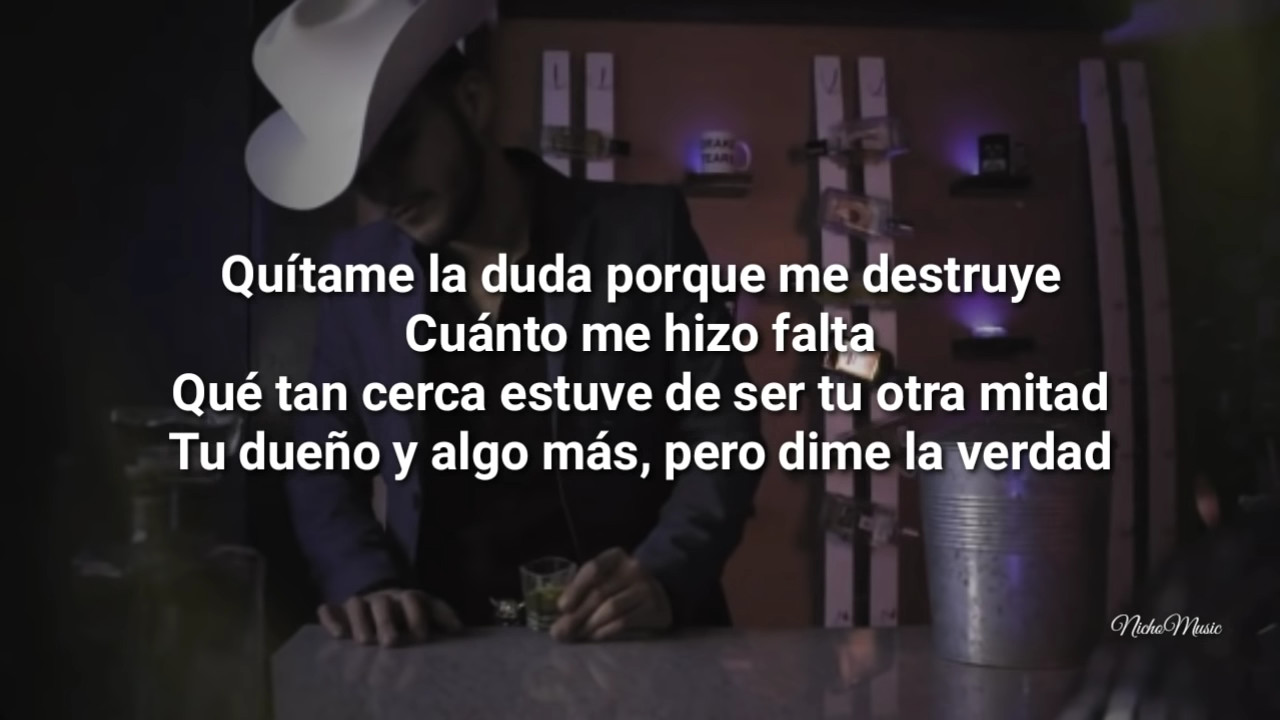 Quítame la duda porque me destruye
Cuánto me hizo falta
Qué tan cerca estuve de ser tu otra mitad
Tu dueño y algo más, pero dime la verdad
NichoMusic